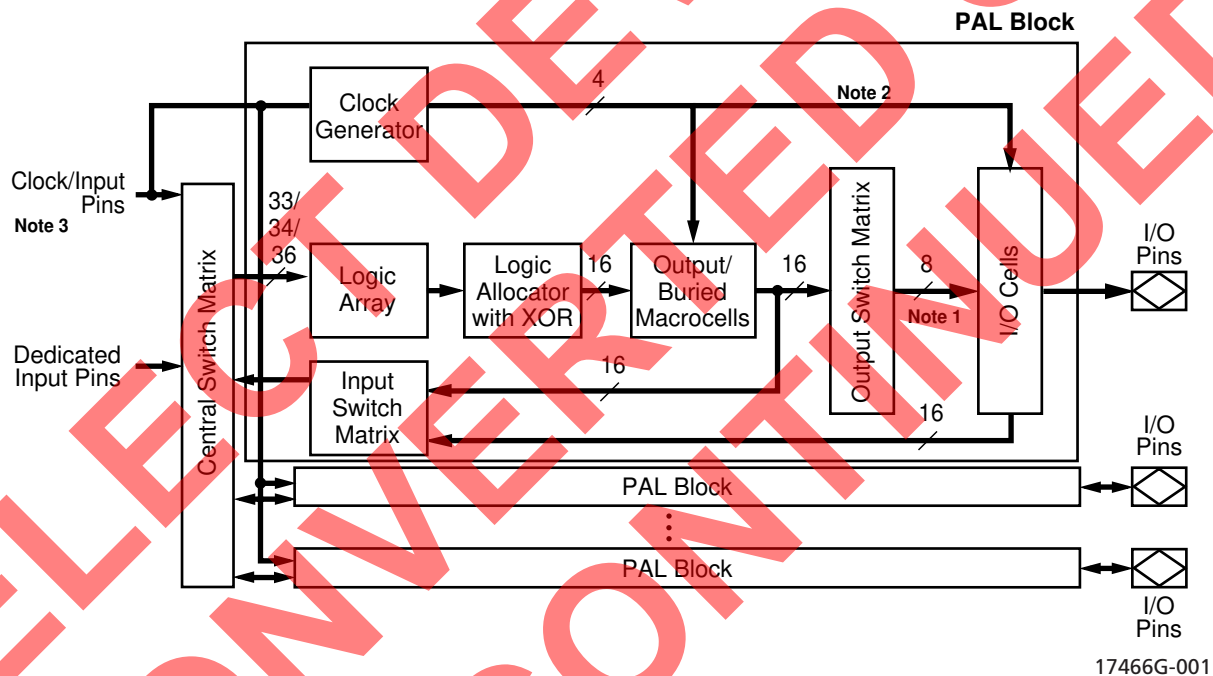 PAL Block
Clock
Generator
4
Note 2
Clock/Input
Pins
Note 3
33/
34/
36
Central Switch Matrix
Logic
Array
Logic
Allocator
with XOR
16
Output/
Buried
Macrocells
16
Output Switch Matrix
8
Note 1
I/O Cells
I/O
Pins
Dedicated
Input Pins
Input
Switch
Matrix
16
16
I/O
Pins
PAL Block
PAL Block
I/O
Pins
17466G-001
SELECT DE
CONVERTED
CONTINUED